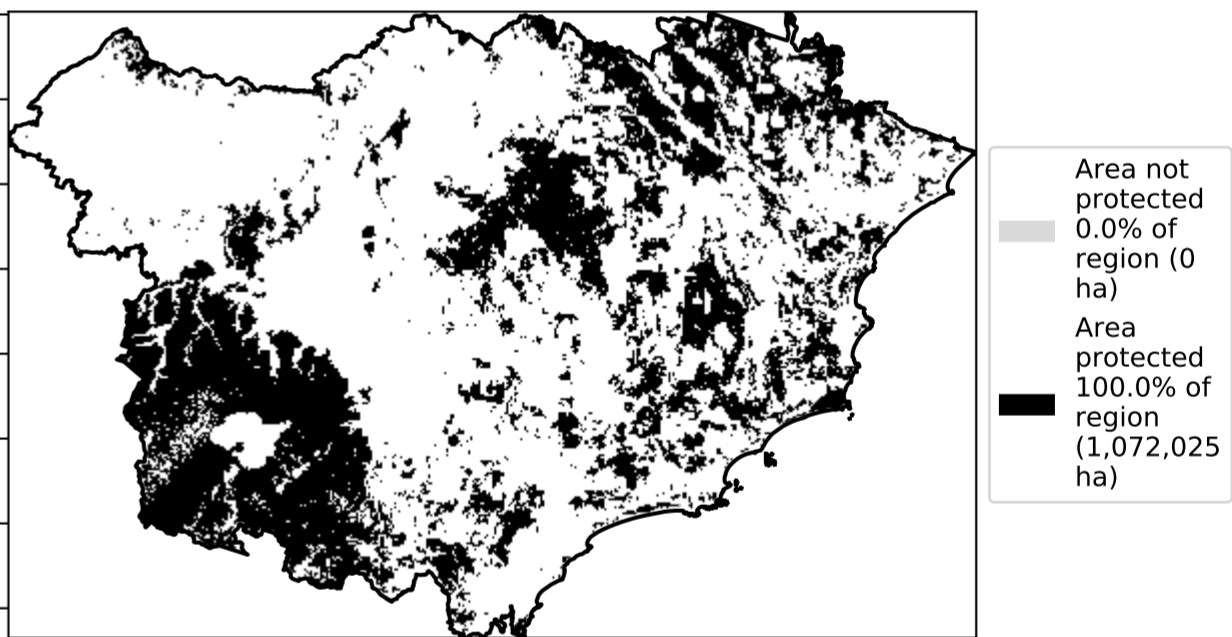 Area not
protected
0.0% of
region (0
ha)
Area
protected
100.0% of
region
(1,072,025
ha)